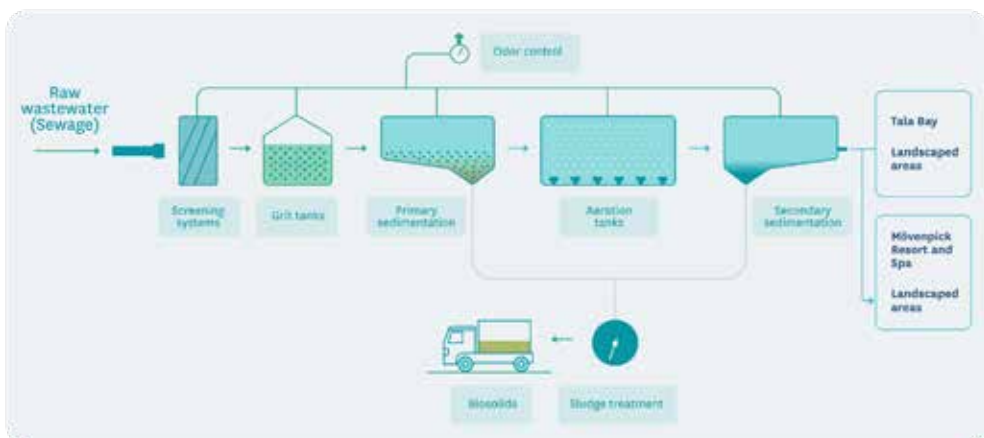 Odor control
Raw
wastewater
(Sewage)
Tala Bay
Landscaped
areas
Screening
systems
Grit tanks
Primary
sedimentation
Aeration
tanks
Secondary
sedimentation
Mövenpick
Resort and
Spa
Landscaped
areas
Biosolids
Sludge treatment